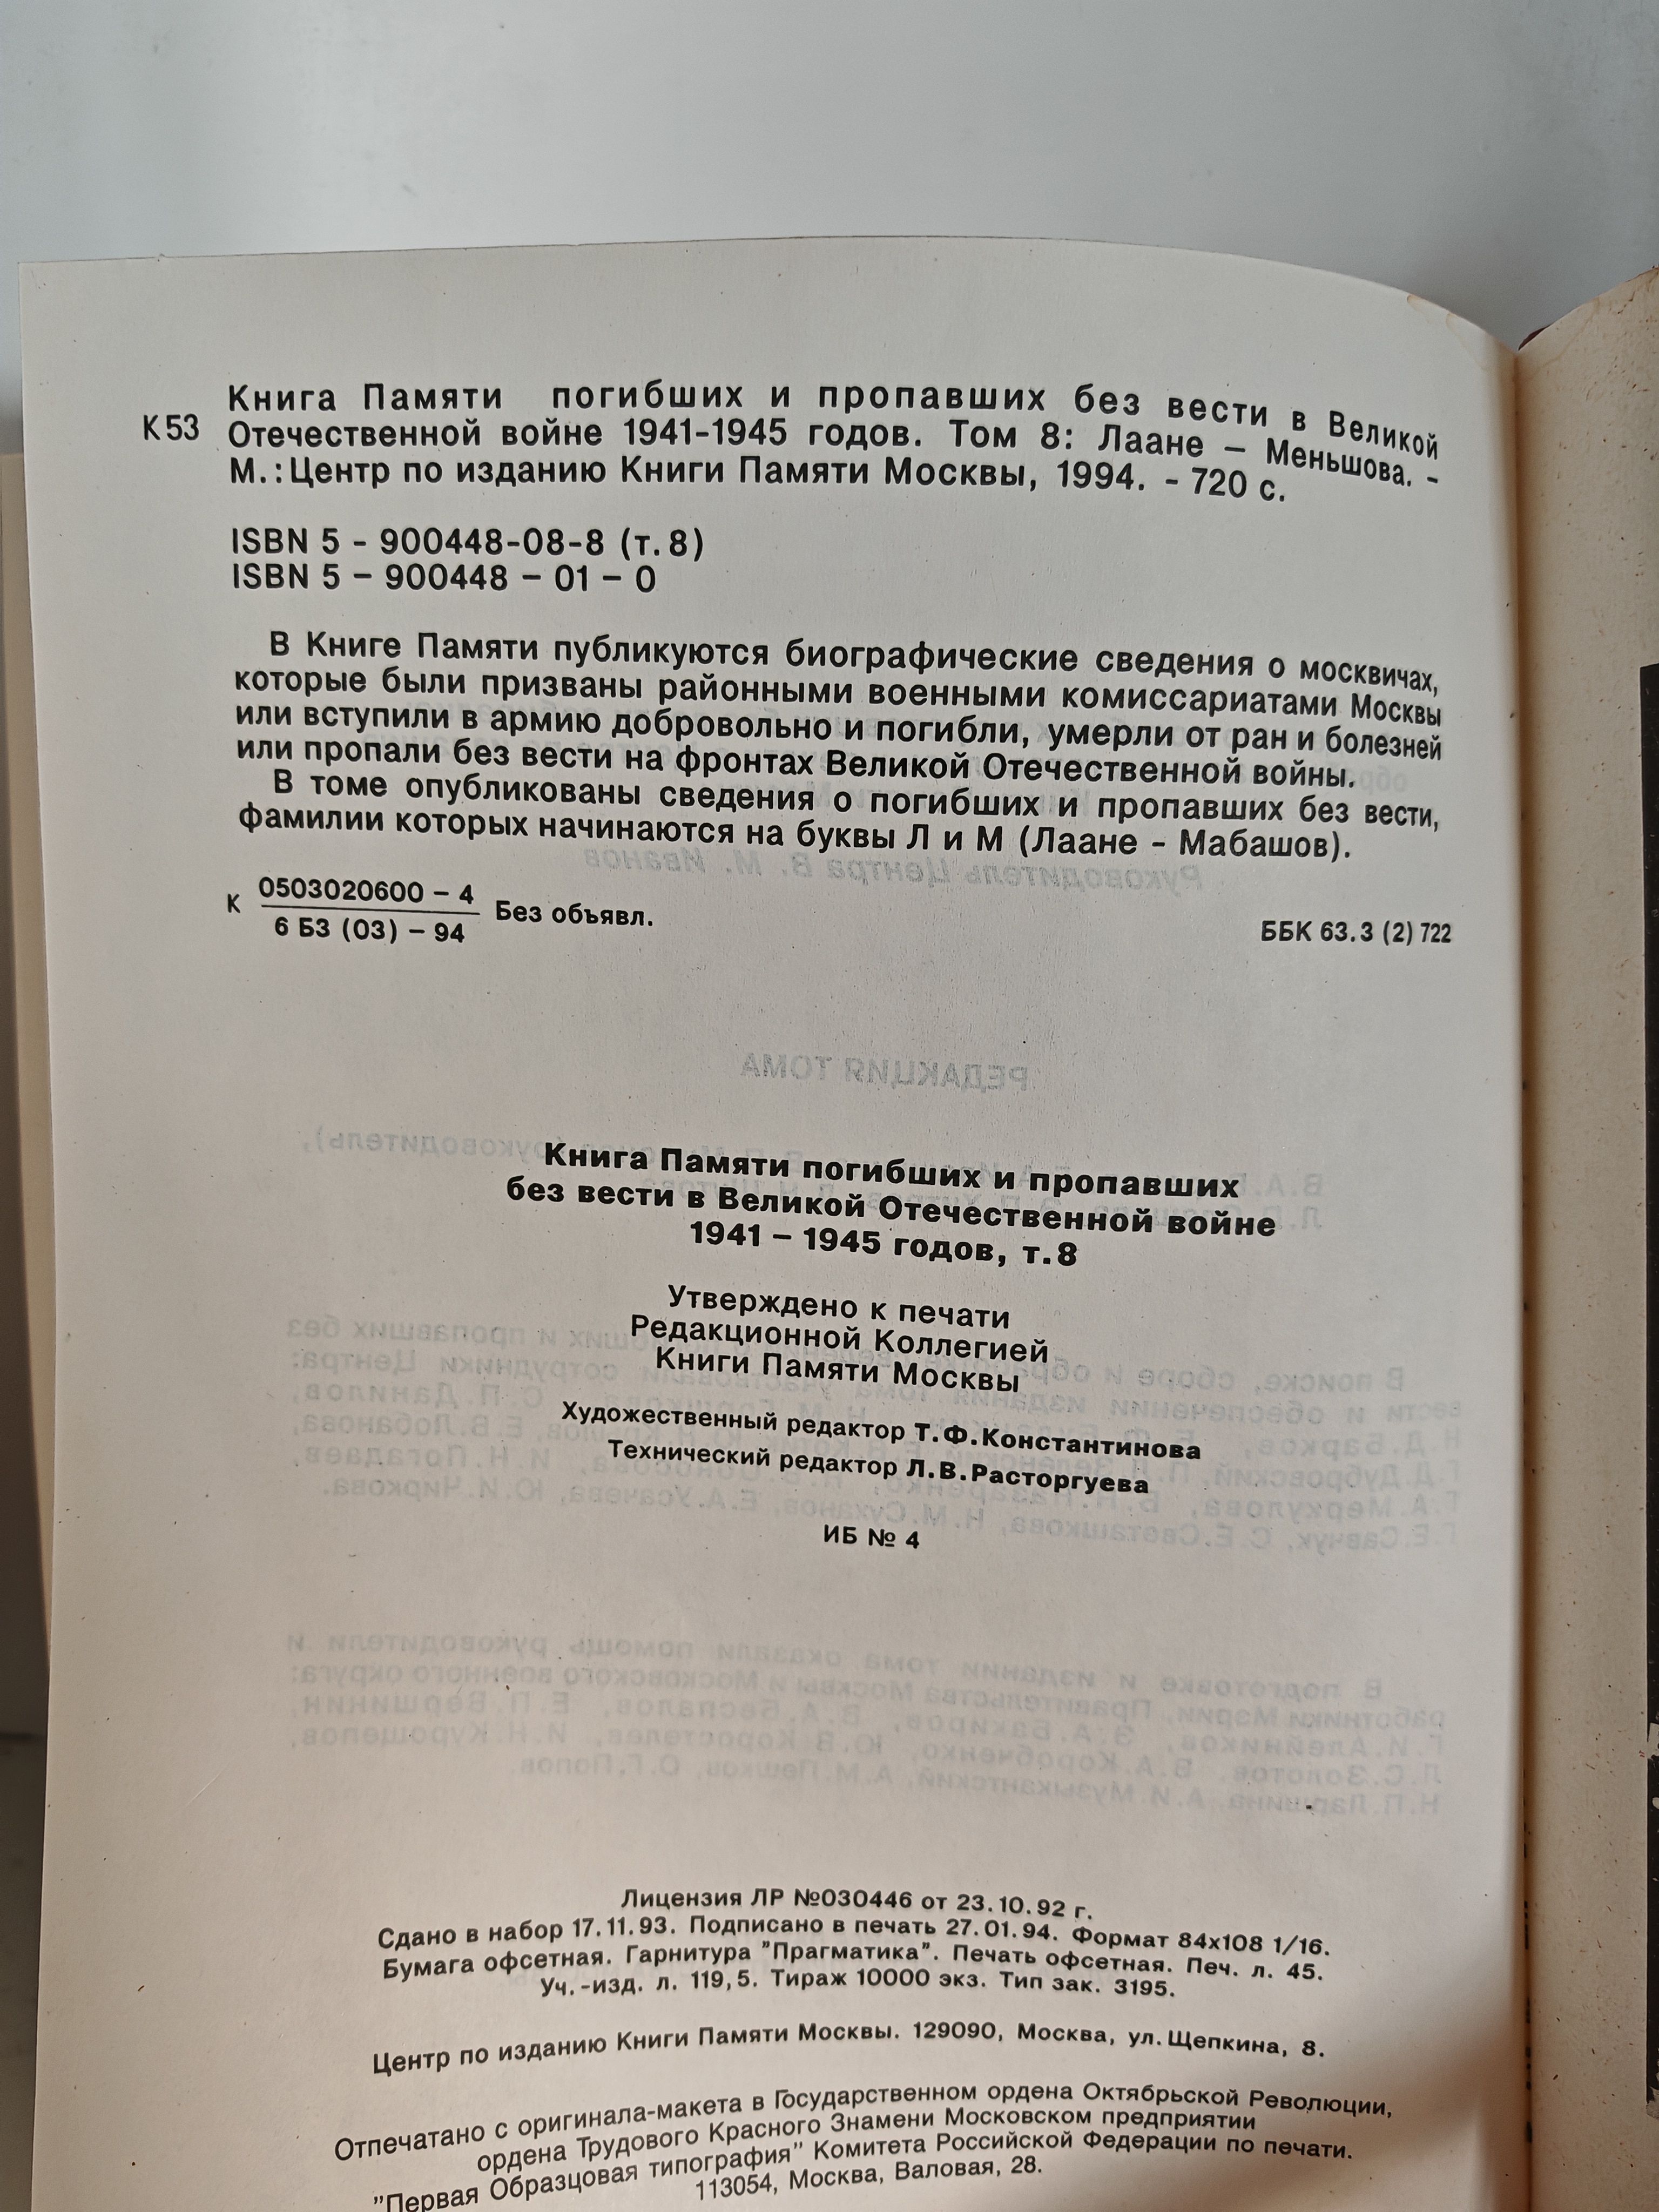 Книга Памяти погибших и пропавших без вести в Великой
К53 Отечественной войне 1941-1945 годов. Том 8: Лаане – Меньшова. -
М.: Центр по изданию Книги Памяти Москвы, 1994. - 720 с.
ISBN 5 - 900448-08-8 (т. 8)
ISBN 5 – 900448 – 01 – 0
В Книге Памяти публикуются биографические сведения о москвичах,
которые были призваны районными военными комиссариатами Москвы
или вступили в армию добровольно и погибли, умерли от ран и болезней
или пропали без вести на фронтах Великой Отечественной войны.
В томе опубликованы сведения о погибших и пропавших без вести,
фамилии которых начинаются на буквы Л и М (Лаане - Мабашов).
Руководитель Центра В. М. Иванов
К 0503020600 – 4 Без объявл.
6 Б3 (03) – 94
ББК 63.3 (2) 722
РЕДАКЦИЯ ТОМА
Книга Памяти погибших и пропавших
без вести в Великой Отечественной войне
1941 – 1945 годов, т. 8
Утверждено к печати
Редакционной Коллегией
Книги Памяти Москвы
Художественный редактор Т.Ф.Константинова
Технический редактор Л.В.Расторгуева
ИБ № 4
Лицензия ЛР №030446 от 23.10.92 г.
Сдано в набор 17.11.93. Подписано в печать 27.01.94. Формат 84х108 1/16.
Бумага офсетная. Гарнитура "Прагматика". Печать офсетная. Печ. л. 45.
Уч.-изд. л. 119,5. Тираж 10000 экз. Тип зак. 3195.
Центр по изданию Книги Памяти Москвы. 129090, Москва, ул. Щепкина, 8.
Отпечатано с оригинала-макета в Государственном ордена Октябрьской Революции,
ордена Трудового Красного Знамени Московском предприятии
"Первая Образцовая типография" Комитета Российской Федерации по печати.
113054, Москва, Валовая, 28.